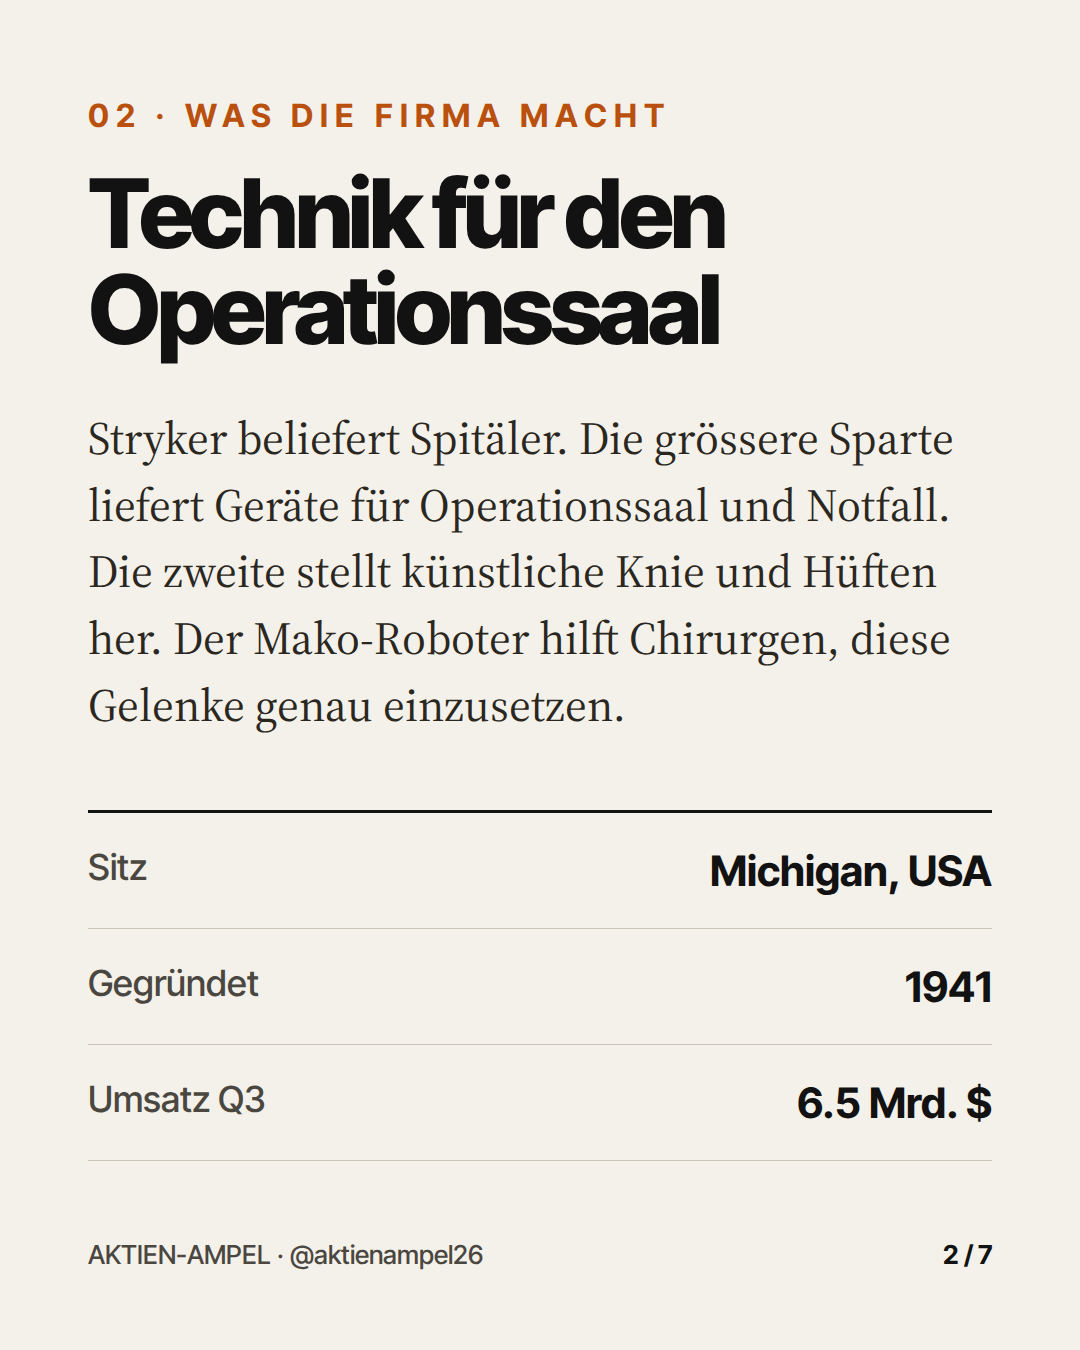 02 · WAS DIE FIRMA MACHT
Technik für den
Operationssaal
Stryker beliefert Spitäler. Die grössere Sparte
liefert Geräte für Operationssaal und Notfall.
Die zweite stellt künstliche Knie und Hüften
her. Der Mako-Roboter hilft Chirurgen, diese
Gelenke genau einzusetzen.
Sitz Michigan, USA
Gegründet 1941
Umsatz Q3 6.5 Mrd. $
AKTIEN-AMPEL · @aktienampel26 2 / 7